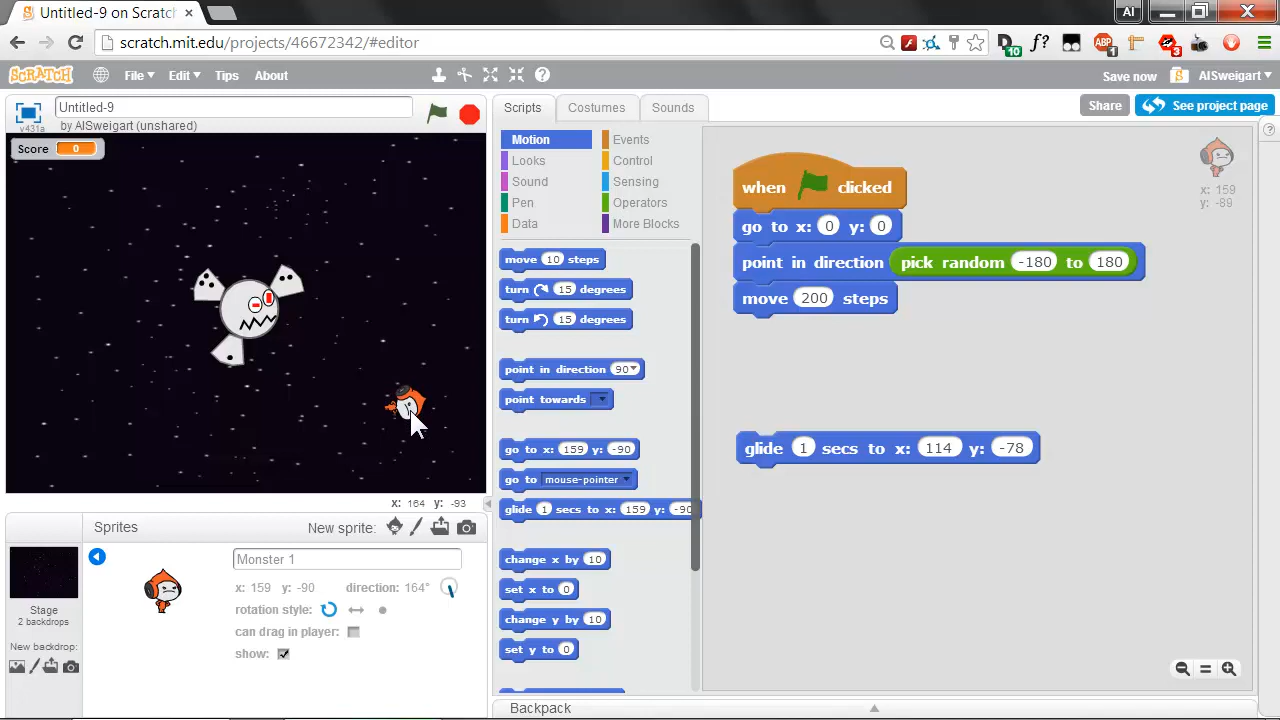 Untitled-9 on Scratch ×
AI
scratch.mit.edu/projects/46672342/#editor
10
f?
ABP
1
3
SCRATCH
File▼ Edit▼ Tips About
Save now AlSweigart▼
Untitled-9
by AlSweigart (unshared)
v431a
Share
See project page
Scripts Costumes Sounds
Score 0
Motion Events
Looks Control
Sound Sensing
Pen Operators
Data More Blocks
move 10 steps
turn 15 degrees
turn 15 degrees
point in direction 90▼
point towards
go to x: 159 y: -90
go to mouse-pointer
glide 1 secs to x: 159 y: -90
change x by 10
set x to 0
change y by 10
set y to 0
when clicked
go to x: 0 y: 0
point in direction pick random -180 to 180
move 200 steps
glide 1 secs to x: 114 y: -78
x: 159
y: -89
?
x: 164 y: -93
Sprites New sprite:
Stage
2 backdrops
New backdrop:
Monster 1
x: 159 y: -90 direction: 164°
rotation style:
can drag in player:
show:
Backpack